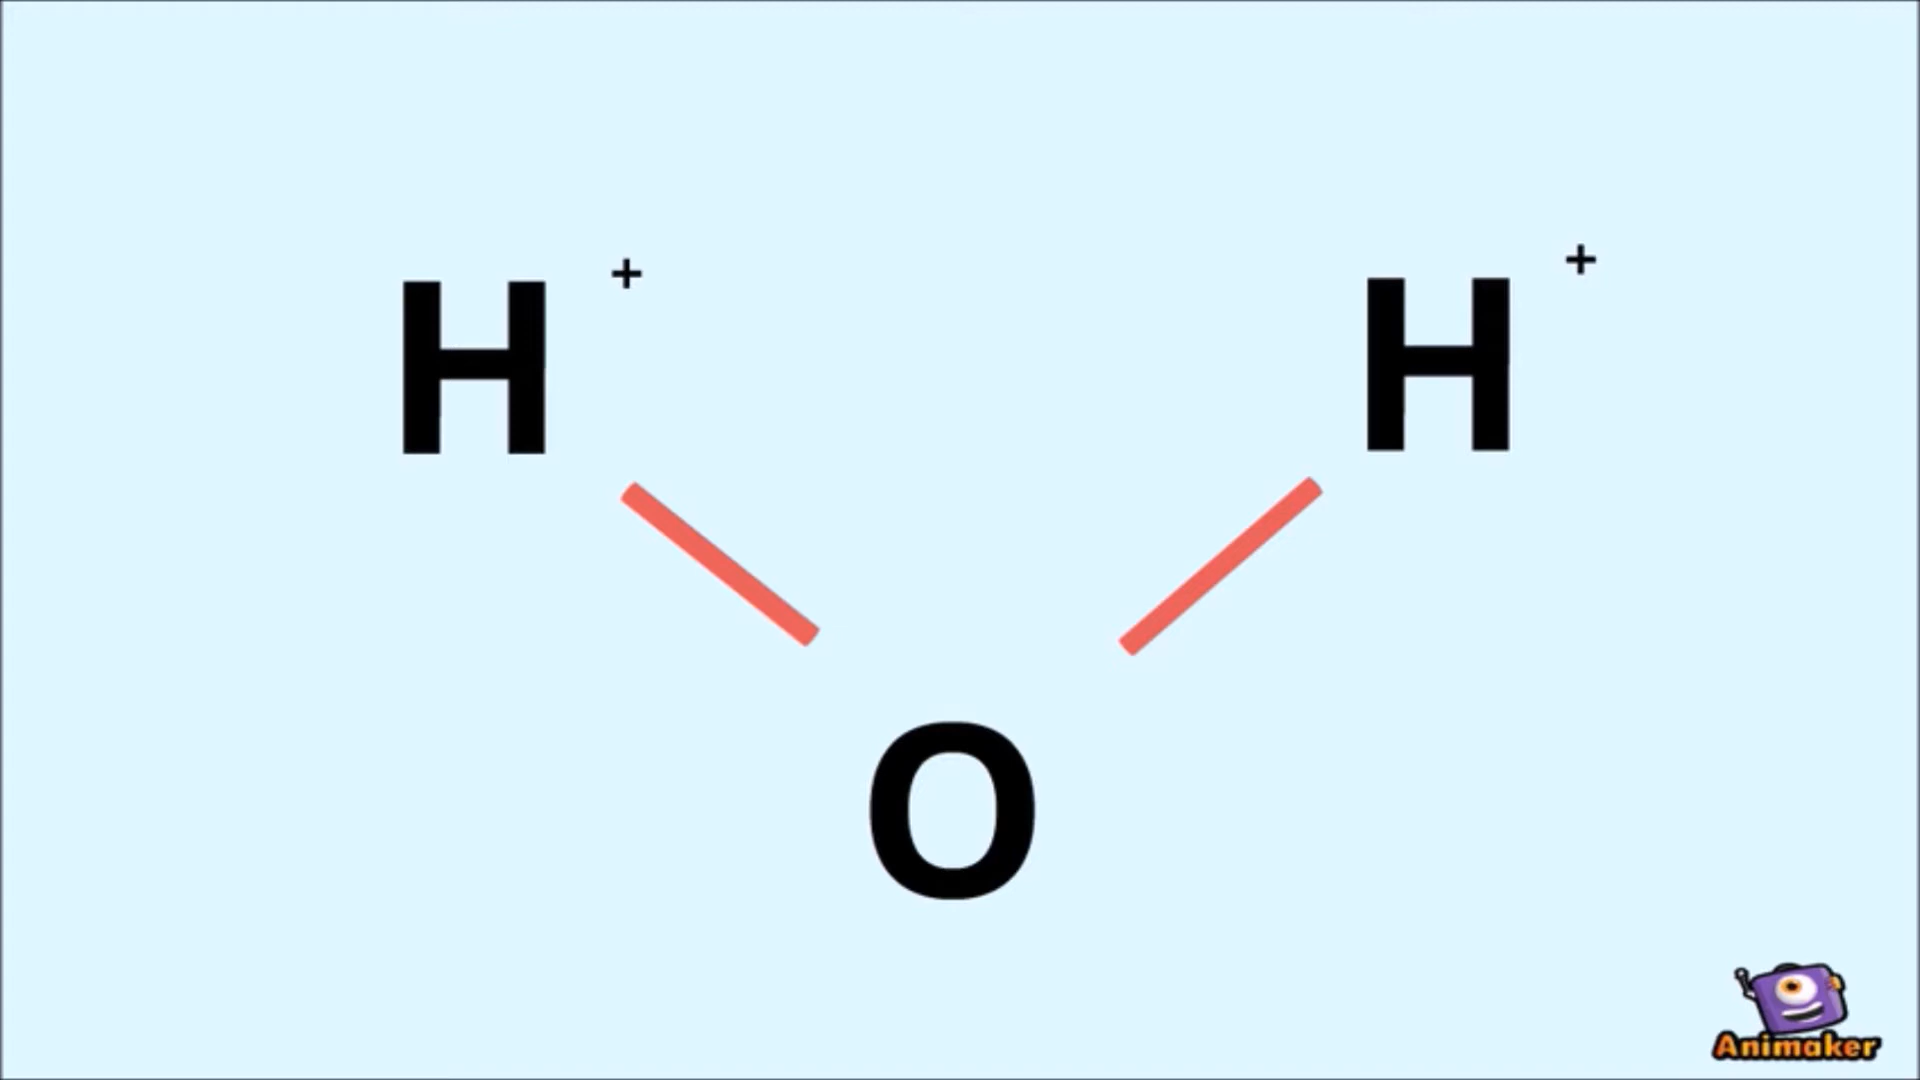 H + H +
O
Animaker